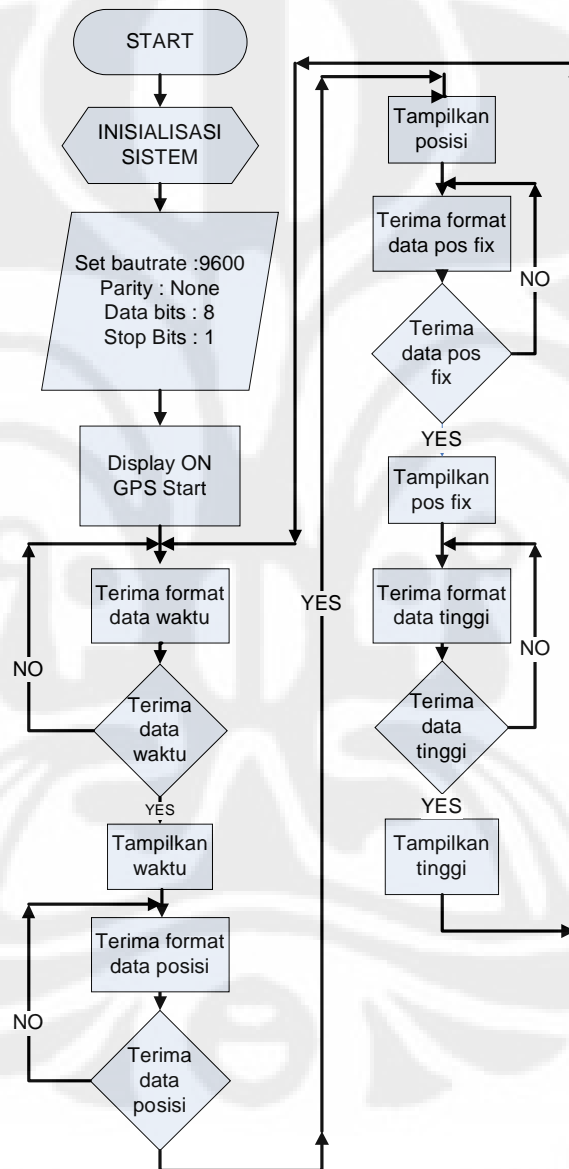 START
INISIALISASI
SISTEM
Set bautrate :9600
Parity : None
Data bits : 8
Stop Bits : 1
Display ON
GPS Start
Terima format
data waktu
NO
Terima
data
waktu
YES
Tampilkan
waktu
Terima format
data posisi
NO
Terima
data
posisi
YES
Tampilkan
posisi
Terima format
data pos fix
NO
Terima
data pos
fix
YES
Tampilkan
pos fix
Terima format
data tinggi
NO
Terima
data
tinggi
YES
Tampilkan
tinggi